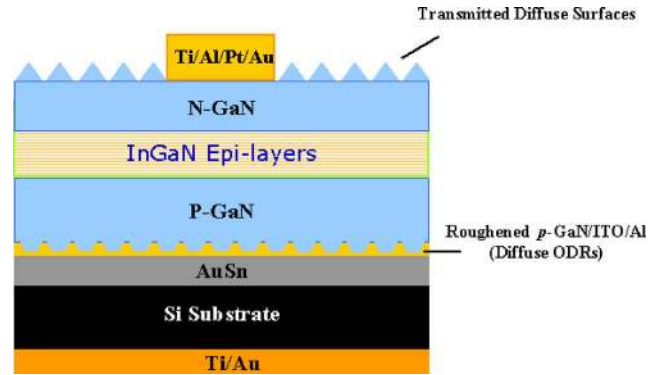 Transmitted Diffuse Surfaces
Ti/Al/Pt/Au
N-GaN
InGaN Epi-layers
P-GaN
Roughened p-GaN/ITO/Al
(Diffuse ODRs)
AuSn
Si Substrate
Ti/Au